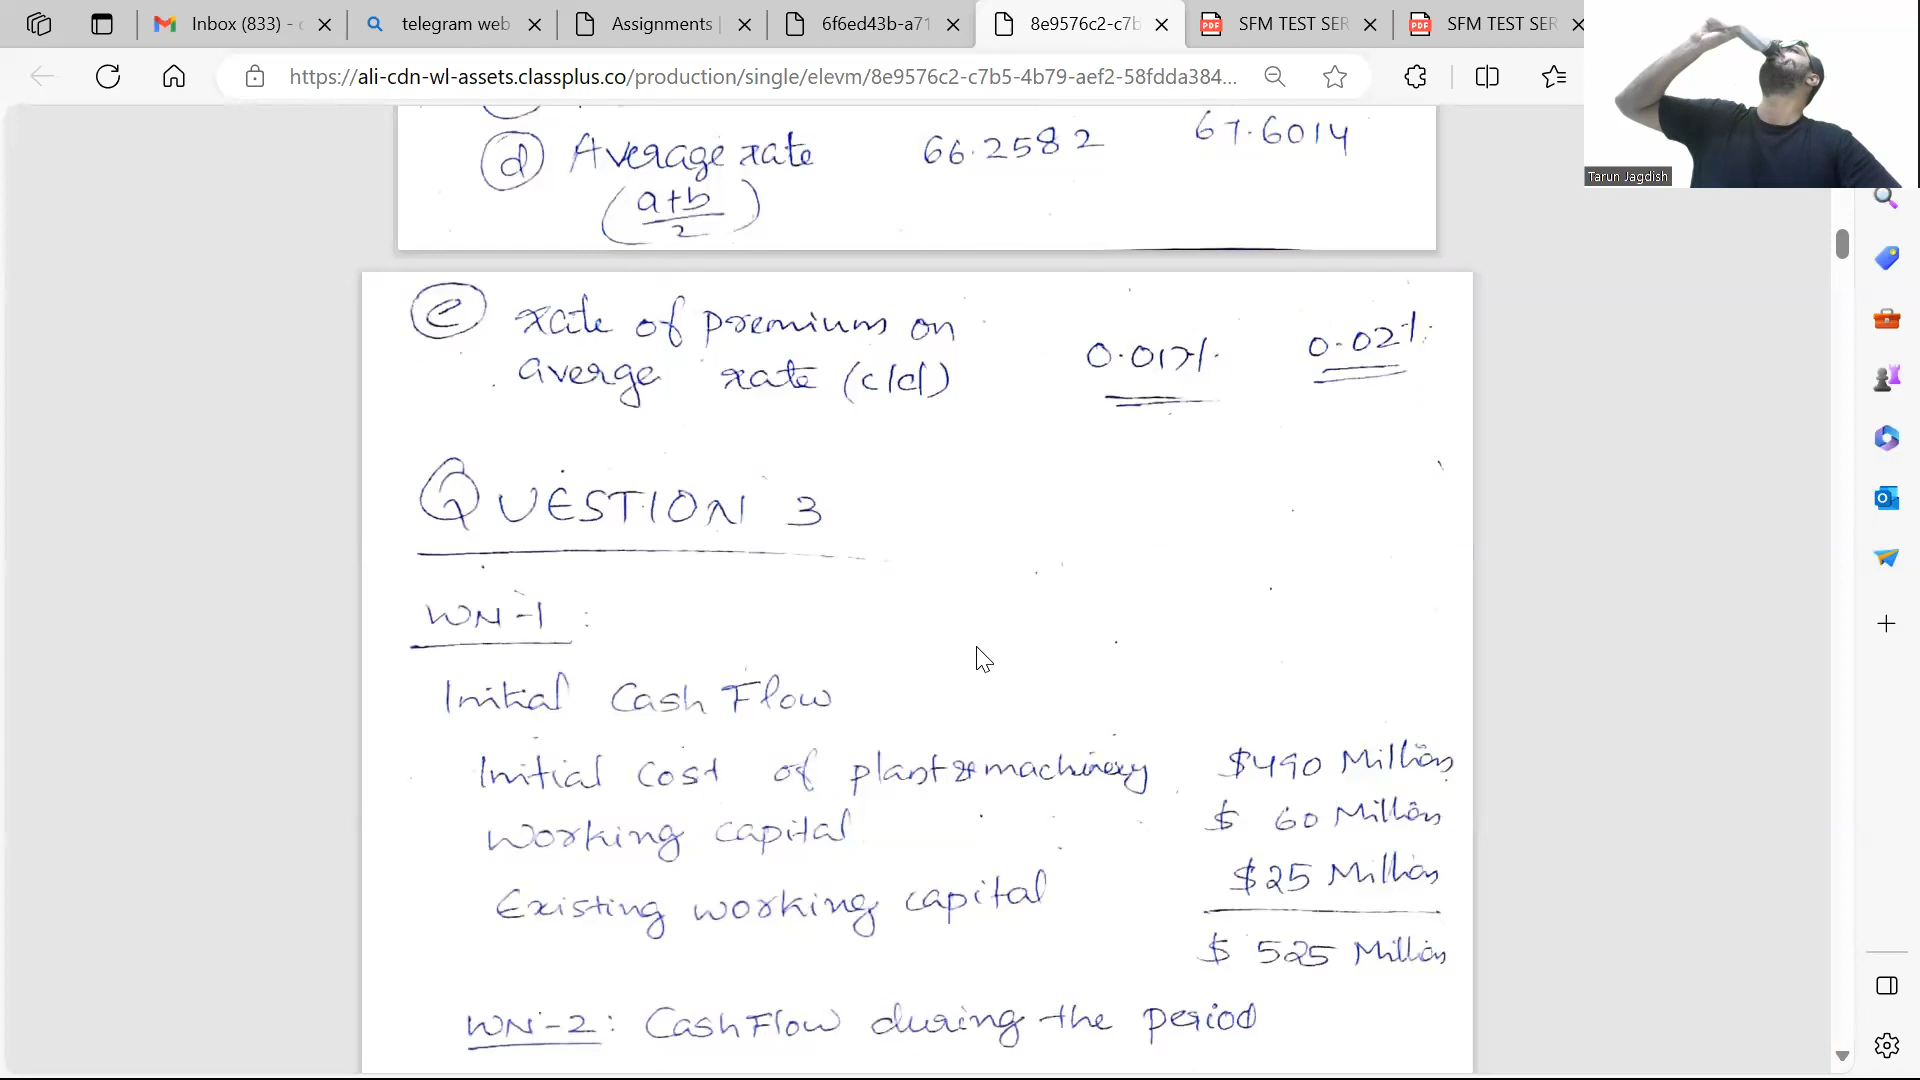 Inbox (833) -
telegram web
Assignments
6f6ed43b-a71
8e9576c2-c7b
SFM TEST SER
SFM TEST SER
https://ali-cdn-wl-assets.classplus.co/production/single/elevm/8e9576c2-c7b5-4b79-aef2-58fdda384...
Tarun Jagdish
(d) Average rate 66.2582 67.6014
(a+b/2)
(e) rate of premium on
averge rate (c/d) 0.017% 0.02%
QUESTION 3
WN-1 :
Initial Cash Flow
Initial Cost of plant & machinery $490 Million
Working capital $ 60 Million
Existing working capital $25 Million
$ 525 Million
WN-2: Cash Flow during the period